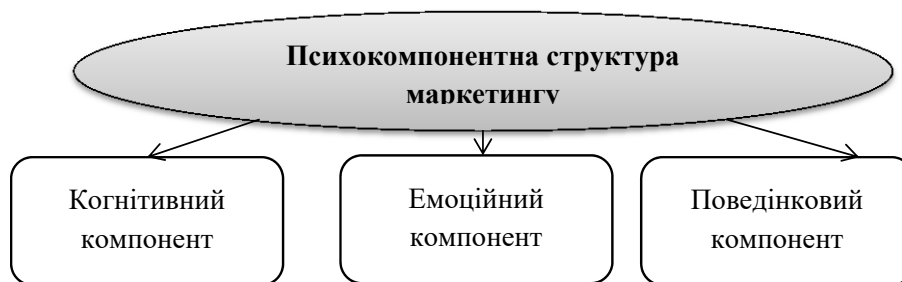 Психокомпонентна структура
маркетингу
Когнітивний
компонент
Емоційний
компонент
Поведінковий
компонент